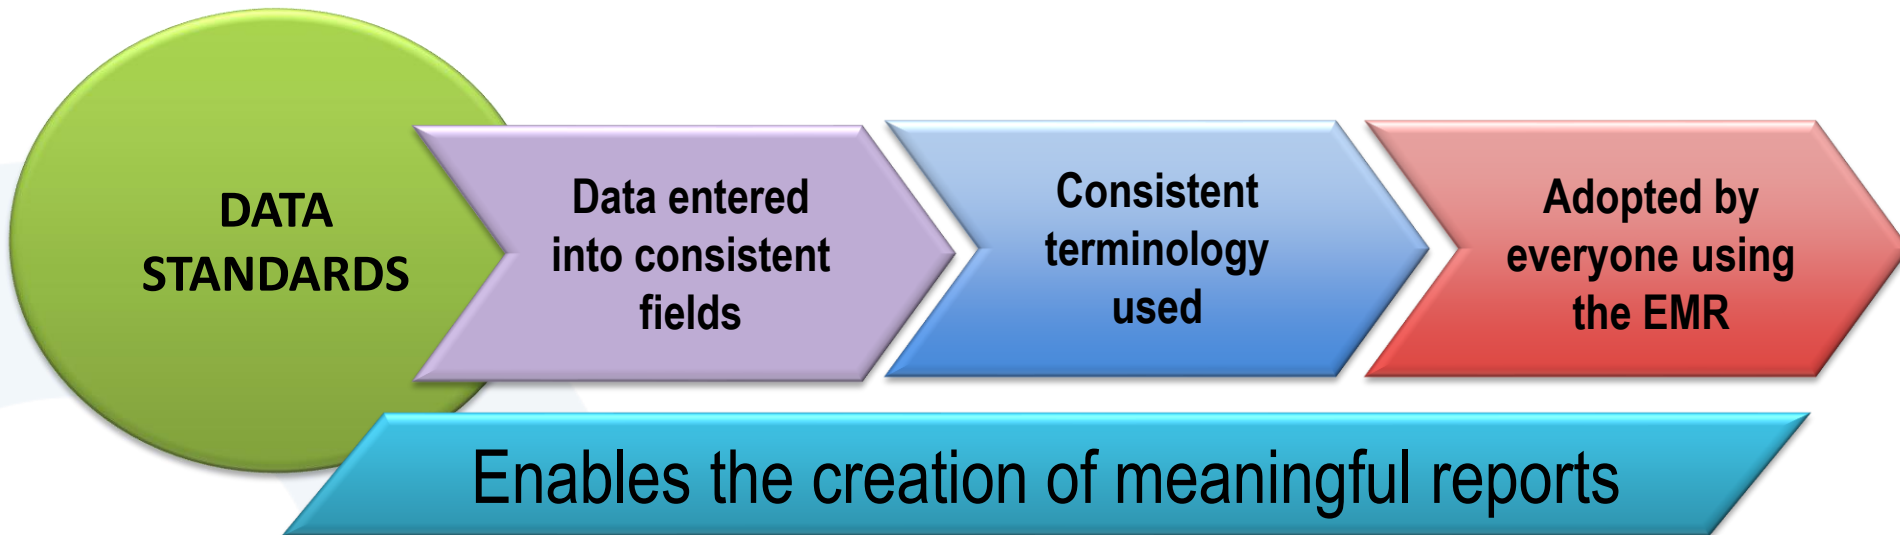 DATA
STANDARDS
Data entered
into consistent
fields
Consistent
terminology
used
Adopted by
everyone using
the EMR
Enables the creation of meaningful reports